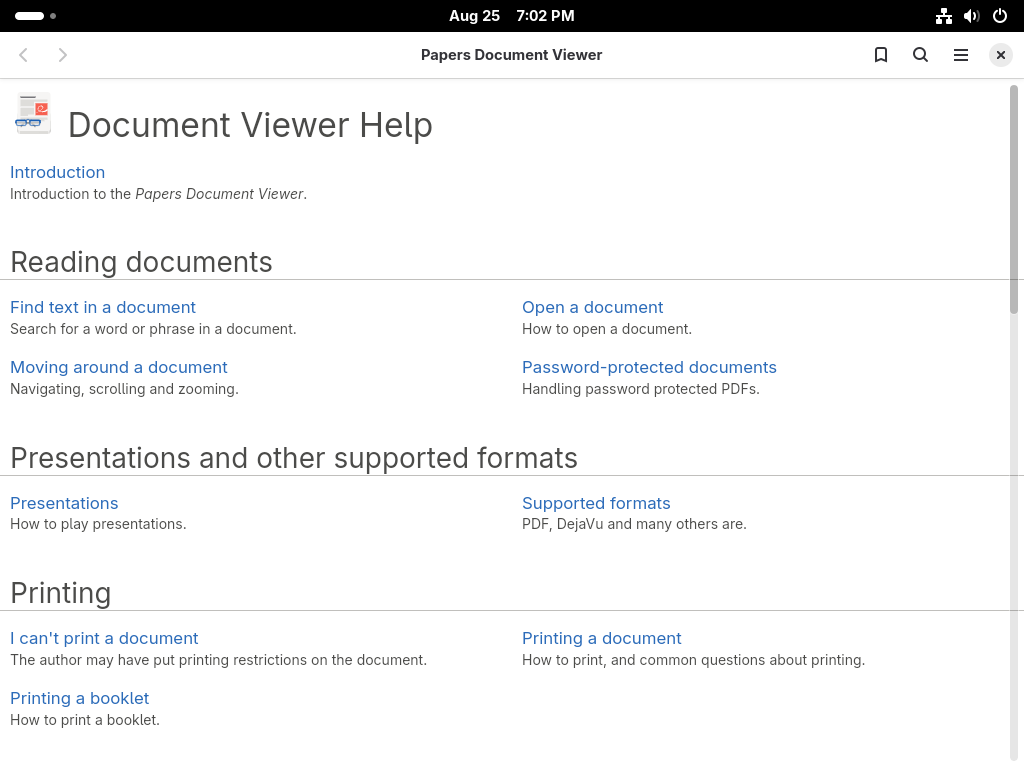 Aug 25 7:02 PM
Papers Document Viewer
Document Viewer Help
Introduction
Introduction to the Papers Document Viewer.
Reading documents
Find text in a document
Search for a word or phrase in a document.
Open a document
How to open a document.
Moving around a document
Navigating, scrolling and zooming.
Password-protected documents
Handling password protected PDFs.
Presentations and other supported formats
Presentations
How to play presentations.
Supported formats
PDF, DejaVu and many others are.
Printing
I can't print a document
The author may have put printing restrictions on the document.
Printing a document
How to print, and common questions about printing.
Printing a booklet
How to print a booklet.